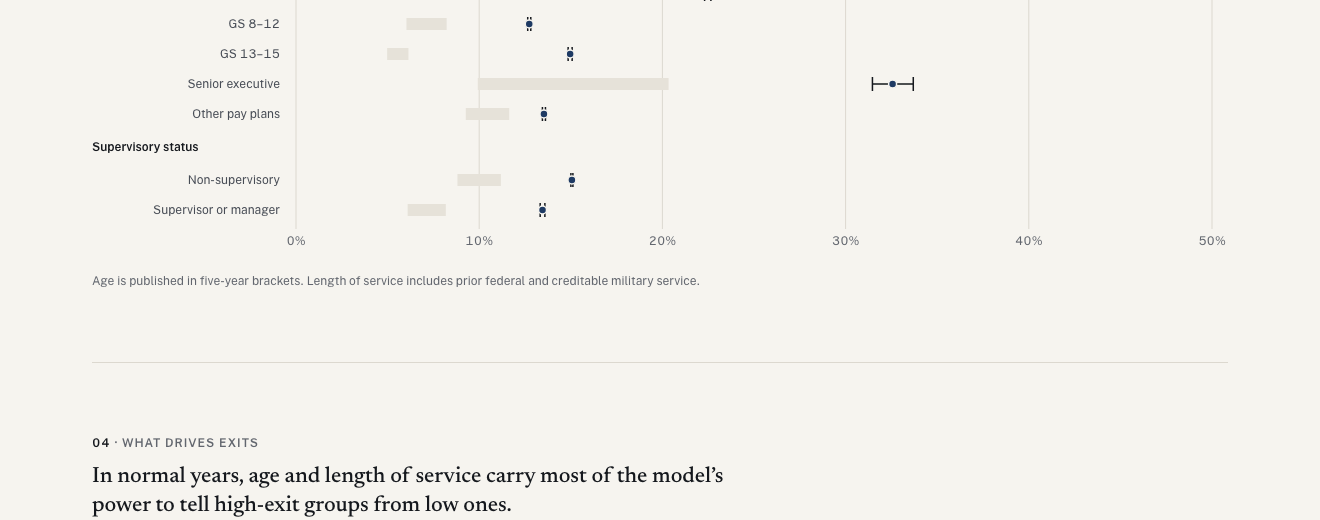 GS 8–12
GS 13–15
Senior executive
Other pay plans
Supervisory status
Non-supervisory
Supervisor or manager
0% 10% 20% 30% 40% 50%
Age is published in five-year brackets. Length of service includes prior federal and creditable military service.
04 · WHAT DRIVES EXITS
In normal years, age and length of service carry most of the model’s
power to tell high-exit groups from low ones.